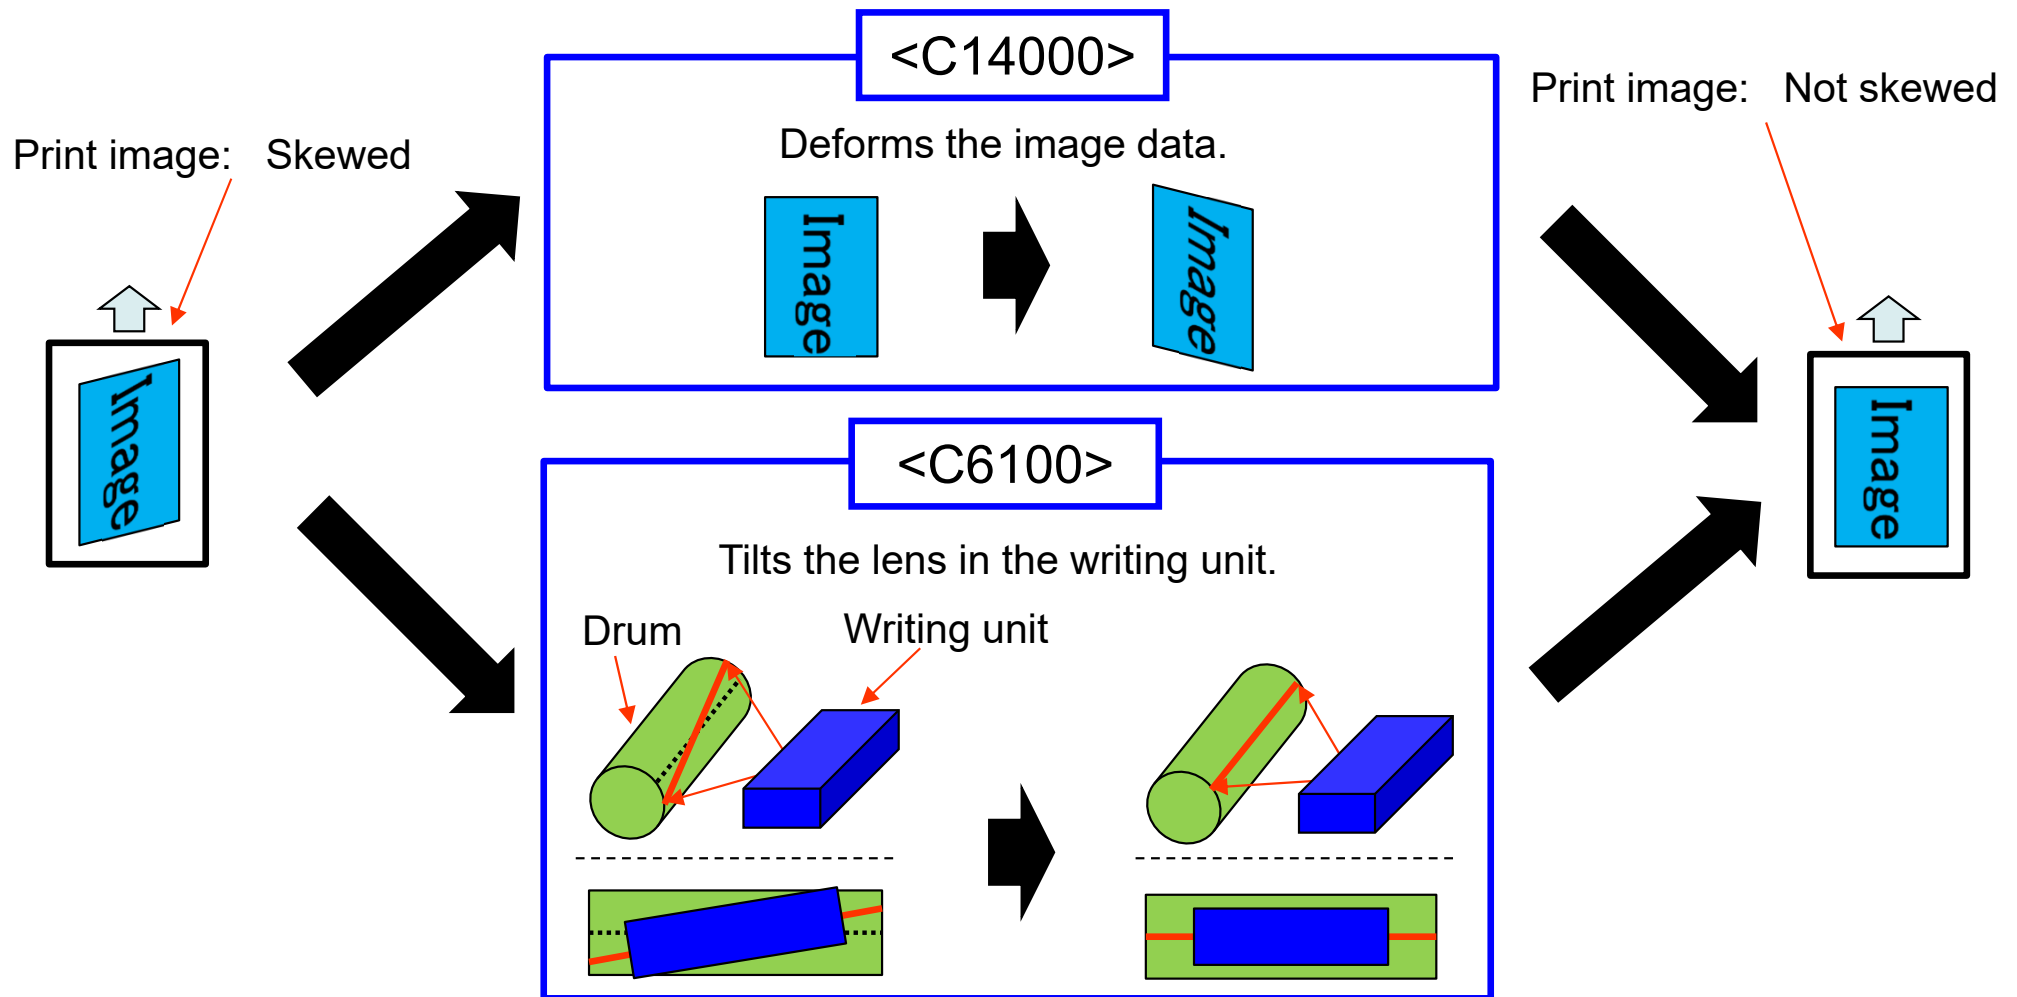 <C14000>
Print image: Not skewed
Print image: Skewed
Deforms the image data.
Image
Image
Image
Image
<C6100>
Tilts the lens in the writing unit.
Drum
Writing unit